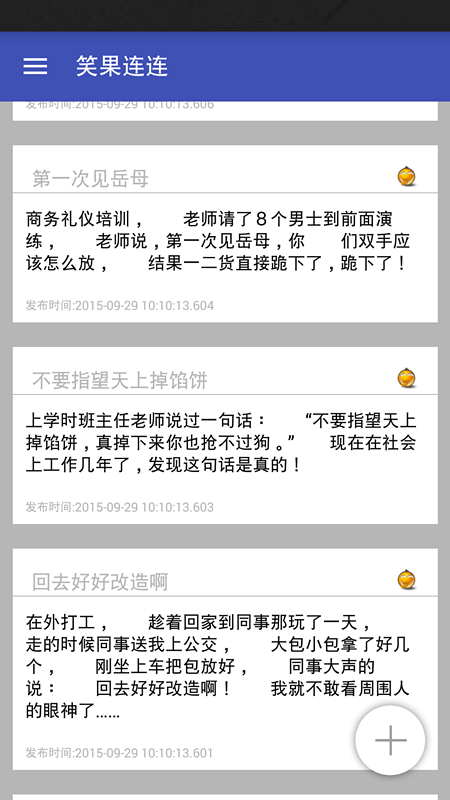 笑果连连
发布时间:2015-09-29 10:10:13.606
第一次见岳母
商务礼仪培训，　　老师请了８个男士到前面演
练，　　老师说，第一次见岳母，你　　们双手应
该怎么放，　　结果一二货直接跪下了，跪下了！
发布时间:2015-09-29 10:10:13.604
不要指望天上掉馅饼
上学时班主任老师说过一句话：　　“不要指望天上
掉馅饼，真掉下来你也抢不过狗。”　　现在在社会
上工作几年了，发现这句话是真的！
发布时间:2015-09-29 10:10:13.603
回去好好改造啊
在外打工，　　趁着回家到同事那玩了一天，
走的时候同事送我上公交，　　大包小包拿了好几
个，　　刚坐上车把包放好，　　同事大声的
说：　　回去好好改造啊！　　我就不敢看周围人
的眼神了……
发布时间:2015-09-29 10:10:13.601